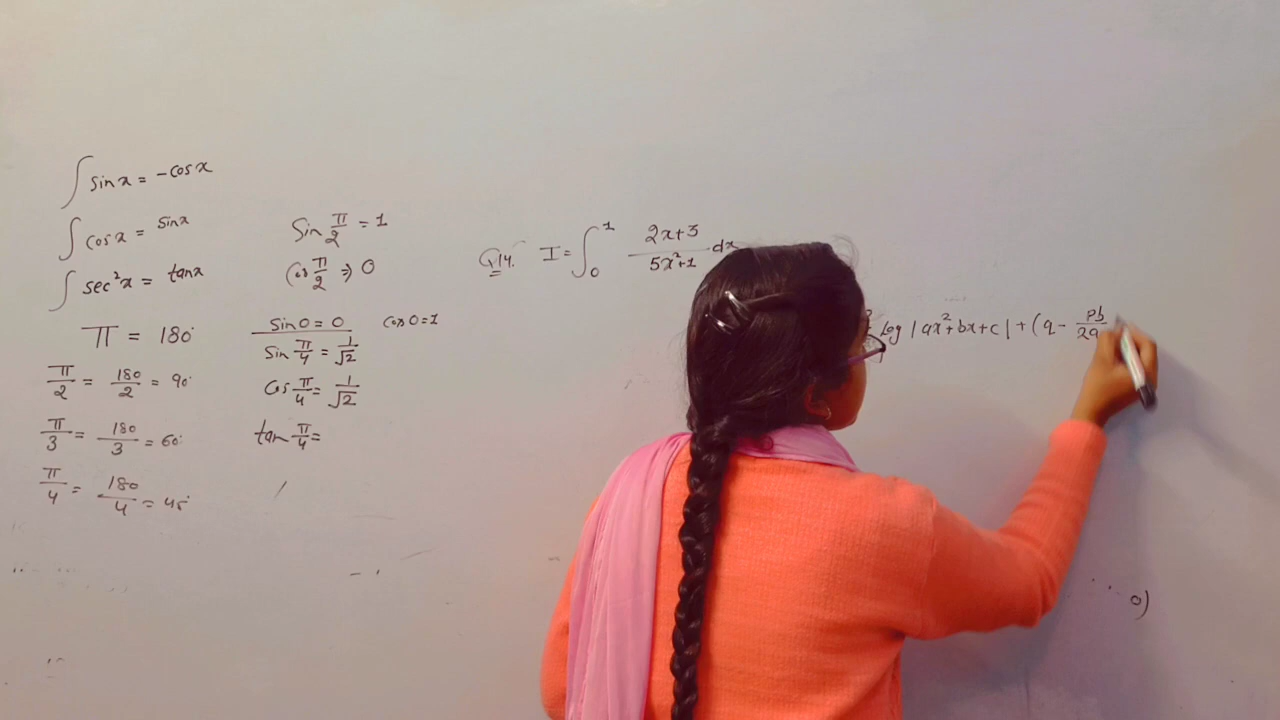 ∫ sin x = -cos x
∫ cos x = sin x
∫ sec²x = tan x
π = 180°
π/2 = 180/2 = 90°
π/3 = 180/3 = 60°
π/4 = 180/4 = 45°
Sin π/2 = 1
Cos π/2 ⇒ 0
Sin 0 = 0
Cos 0 = 1
Sin π/4 = 1/√2
Cos π/4 = 1/√2
tan π/4 =
Q14. I = ∫₀¹ (2x+3)/(5x²+1) dx
log |ax²+bx+c| + (q - pb/2a
0)